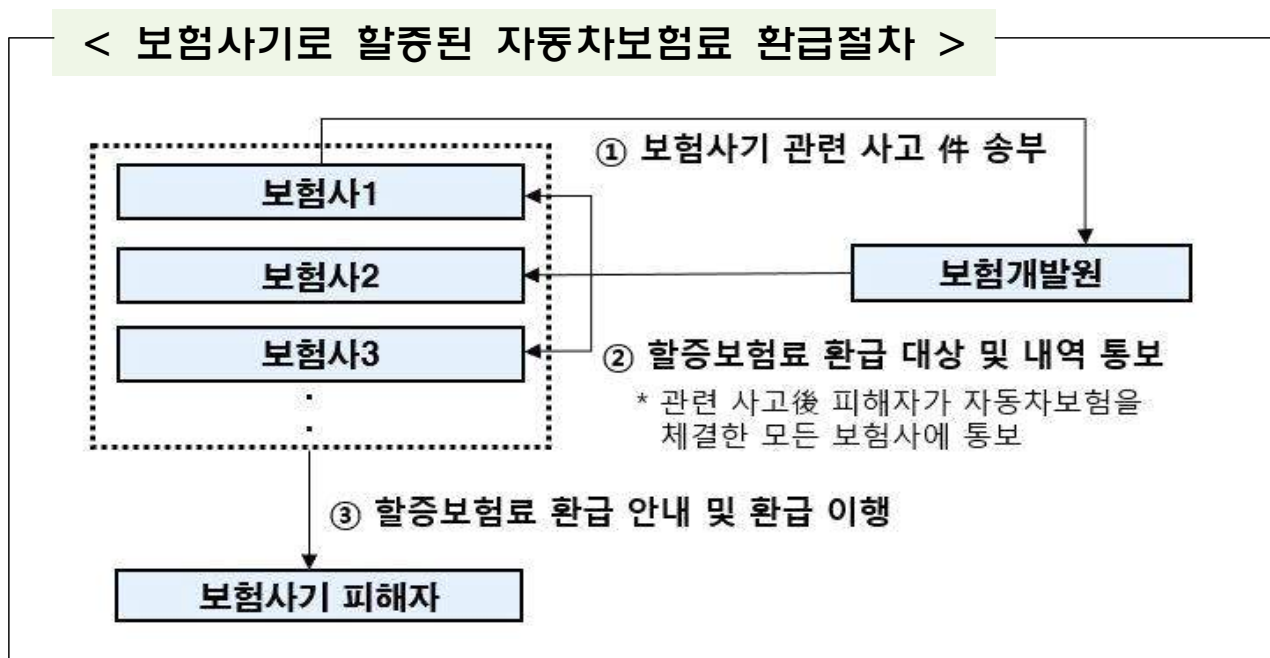 < 보험사기로 할증된 자동차보험료 환급절차 >
① 보험사기 관련 사고 件 송부
보험사1
보험사2
보험개발원
보험사3
② 할증보험료 환급 대상 및 내역 통보
* 관련 사고後 피해자가 자동차보험을
체결한 모든 보험사에 통보
③ 할증보험료 환급 안내 및 환급 이행
보험사기 피해자